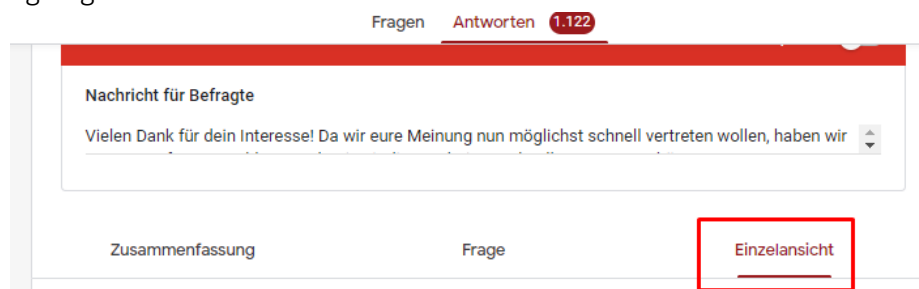 Fragen Antworten 1.122
Nachricht für Befragte
Vielen Dank für dein Interesse! Da wir eure Meinung nun möglichst schnell vertreten wollen, haben wir
Zusammenfassung Frage Einzelansicht